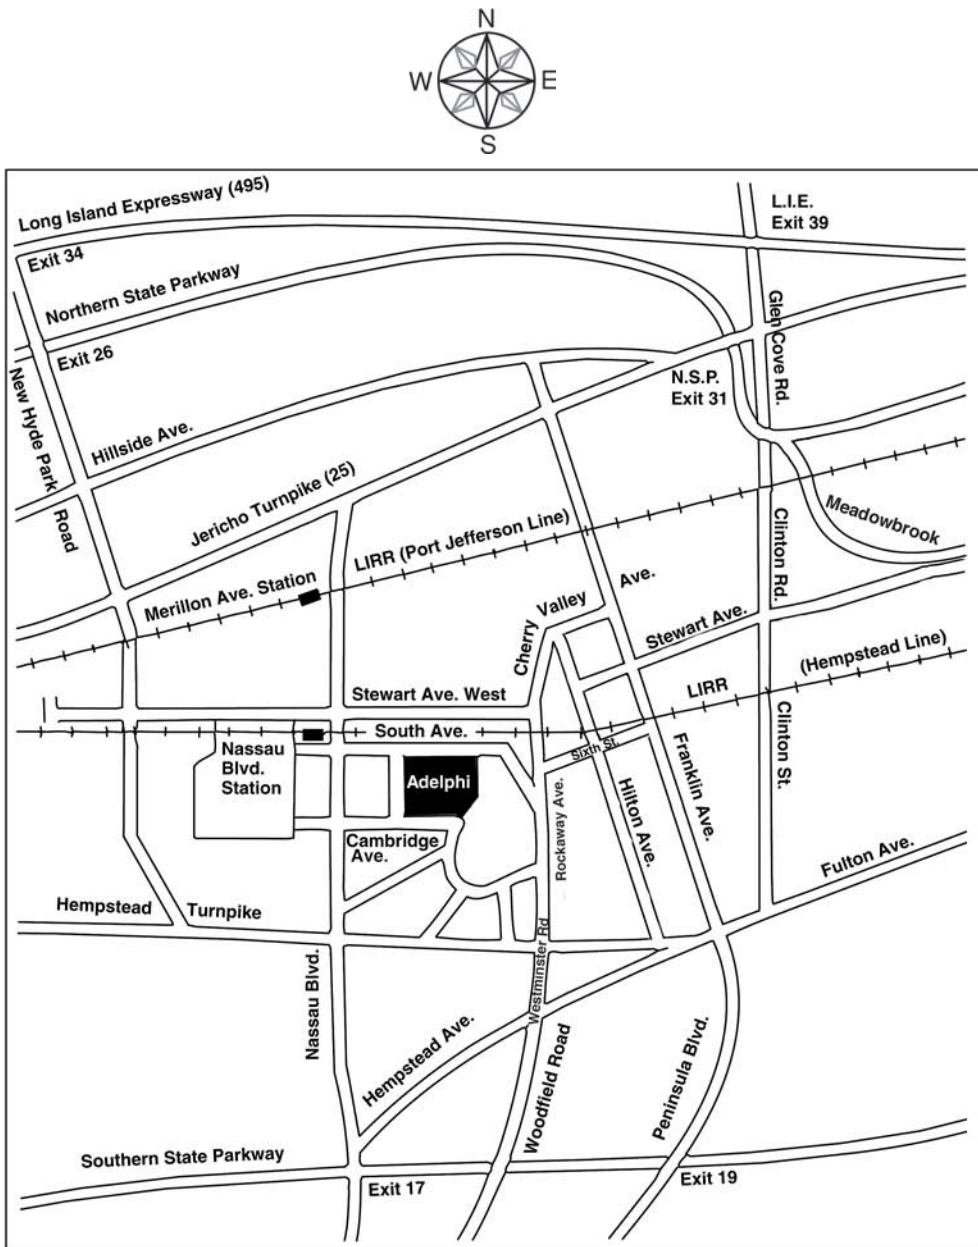 N
W
E
S
Long Island Expressway (495)
L.I.E.
Exit 39
Exit 34
Northern State Parkway
Glen Cove Rd.
Exit 26
New Hyde Park
Road
N.S.P.
Exit 31
Hillside Ave.
Jericho Turnpike (25)
LIRR (Port Jefferson Line)
Meadowbrook
Merillon Ave. Station
Clinton Rd.
Cherry
Valley
Ave.
Stewart Ave.
(Hempstead Line)
LIRR
Stewart Ave. West
South Ave.
Clinton St.
Sixth St.
Nassau
Blvd.
Station
Adelphi
Franklin Ave.
Hilton Ave.
Rockaway Ave.
Cambridge
Ave.
Fulton Ave.
Hempstead
Turnpike
Westminster Rd
Nassau Blvd.
Hempstead Ave.
Woodfield Road
Peninsula Blvd.
Southern State Parkway
Exit 17
Exit 19